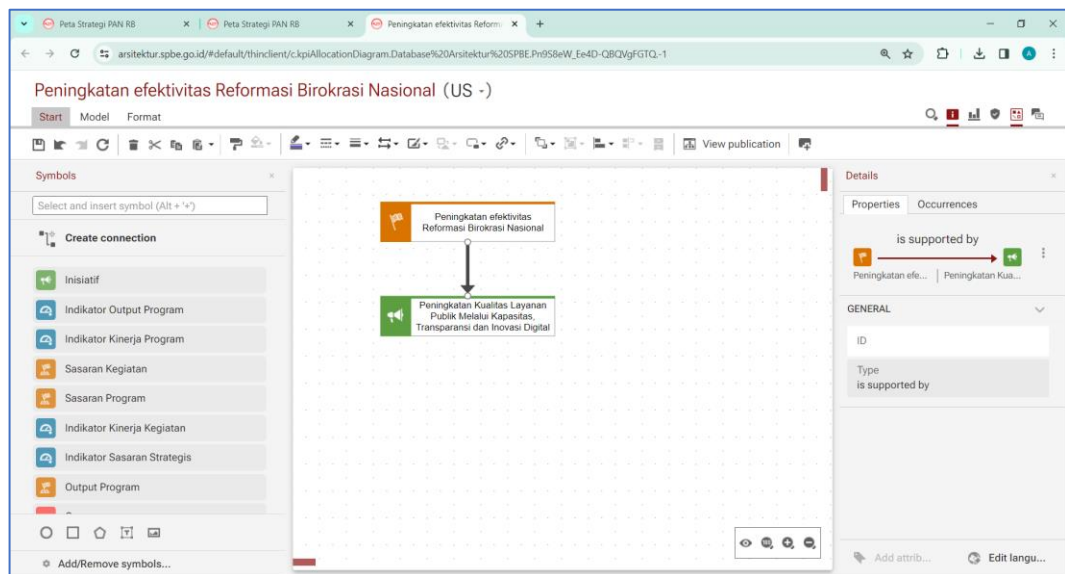 Peta Strategi PAN RB
Peta Strategi PAN RB
Peningkatan efektivitas Reform
arsitektur.spbe.go.id/#default/thinclient/c.kpiAllocationDiagram.Database%20Arsitektur%20SPBE.Pn9S8eW_Ee4D-QBQVgFGTQ.-1
A
Peningkatan efektivitas Reformasi Birokrasi Nasional (US -)
Start Model Format
View publication
Symbols
Select and insert symbol (Alt + '+')
Create connection
Inisiatif
Indikator Output Program
Indikator Kinerja Program
Sasaran Kegiatan
Sasaran Program
Indikator Kinerja Kegiatan
Indikator Sasaran Strategis
Output Program
Add/Remove symbols...
Peningkatan efektivitas
Reformasi Birokrasi Nasional
Peningkatan Kualitas Layanan
Publik Melalui Kapasitas,
Transparansi dan Inovasi Digital
Details
Properties Occurrences
is supported by
Peningkatan efe... Peningkatan Kua...
GENERAL
ID
Type
is supported by
Add attrib... Edit langu...